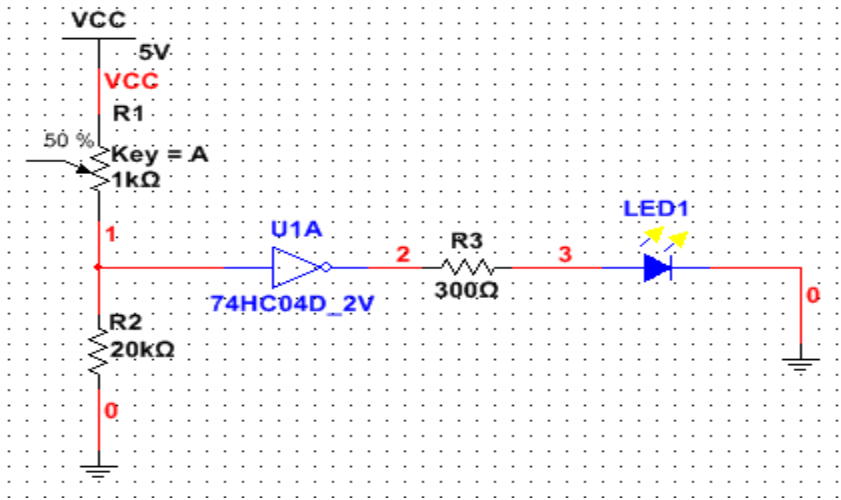 VCC
5V
VCC
R1
50 %
Key = A
1kΩ
1
U1A
74HC04D_2V
2
R3
300Ω
3
LED1
0
R2
20kΩ
0